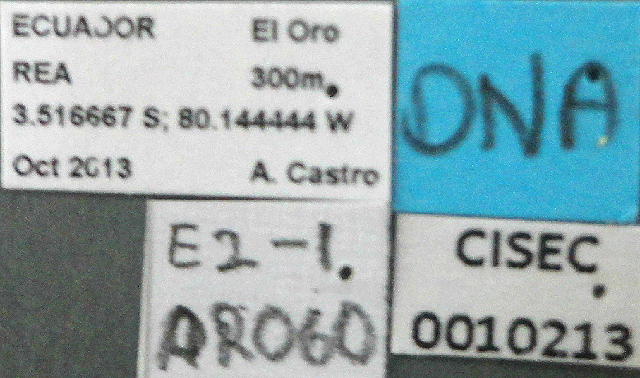 ECUADOR El Oro
REA 300m.
3.516667 S; 80.144444 W
Oct 2013 A. Castro
DNA
E2-1.
AR060
CISEC
0010213